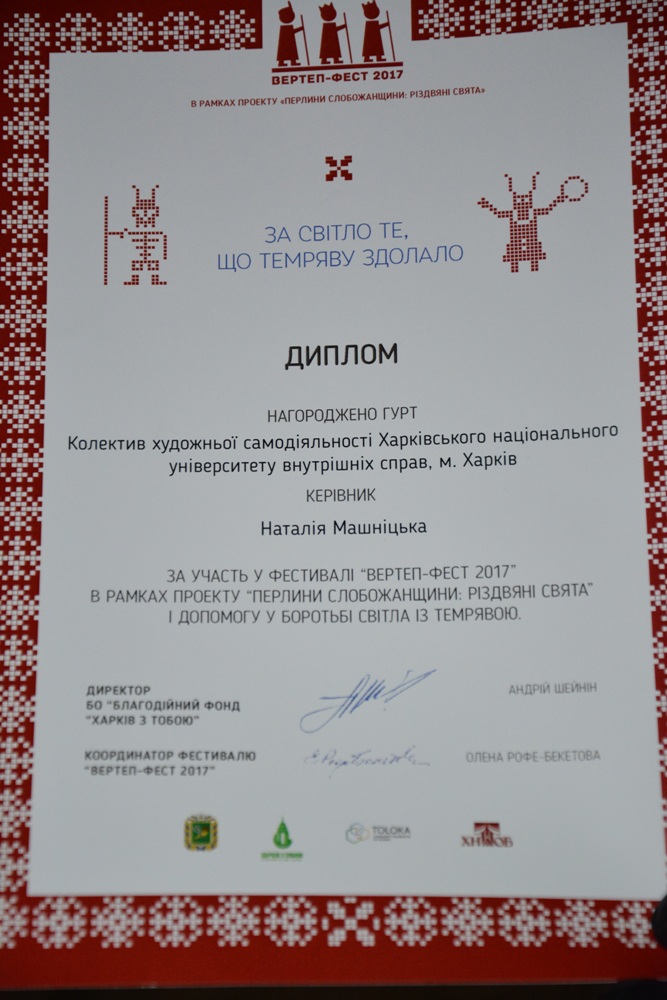 ВЕРТЕП-ФЕСТ 2017
В РАМКАХ ПРОЕКТУ «ПЕРЛИНИ СЛОБОЖАНЩИНИ: РІЗДВЯНІ СВЯТА»
ЗА СВІТЛО ТЕ,
ЩО ТЕМРЯВУ ЗДОЛАЛО
ДИПЛОМ
НАГОРОДЖЕНО ГУРТ
Колектив художньої самодіяльності Харківського національного
університету внутрішніх справ, м. Харків
КЕРІВНИК
Наталія Машніцька
ЗА УЧАСТЬ У ФЕСТИВАЛІ “ВЕРТЕП-ФЕСТ 2017”
В РАМКАХ ПРОЕКТУ “ПЕРЛИНИ СЛОБОЖАНЩИНИ: РІЗДВЯНІ СВЯТА”
І ДОПОМОГУ У БОРОТЬБІ СВІТЛА ІЗ ТЕМРЯВОЮ.
ДИРЕКТОР
БО “БЛАГОДІЙНИЙ ФОНД
“ХАРКІВ З ТОБОЮ”
АНДРІЙ ШЕЙНІН
КООРДИНАТОР ФЕСТИВАЛЮ
“ВЕРТЕП-ФЕСТ 2017”
ОЛЕНА РОФЕ-БЕКЕТОВА
TOLOKA